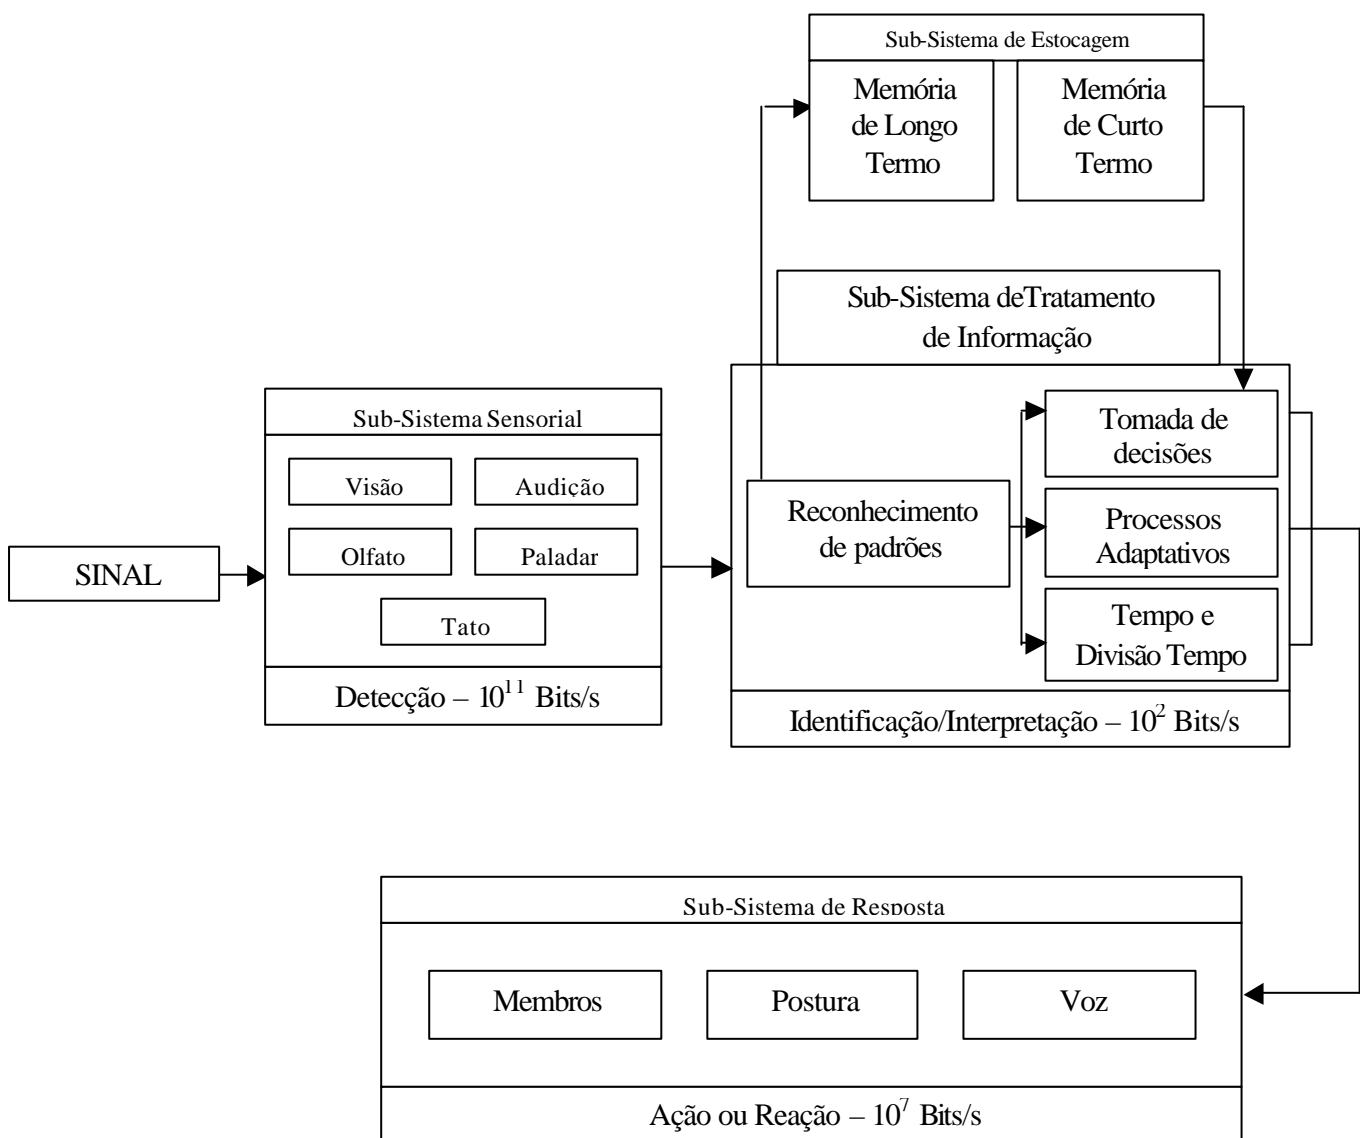 Sub-Sistema de Estocagem
Memória
de Longo
Termo
Memória
de Curto
Termo
Sub-Sistema deTratamento
de Informação
Sub-Sistema Sensorial
Visão
Audição
Olfato
Paladar
Tato
Detecção – 10¹¹ Bits/s
SINAL
Reconhecimento
de padrões
Tomada de
decisões
Processos
Adaptativos
Tempo e
Divisão Tempo
Identificação/Interpretação – 10² Bits/s
Sub-Sistema de Resposta
Membros
Postura
Voz
Ação ou Reação – 10⁷ Bits/s